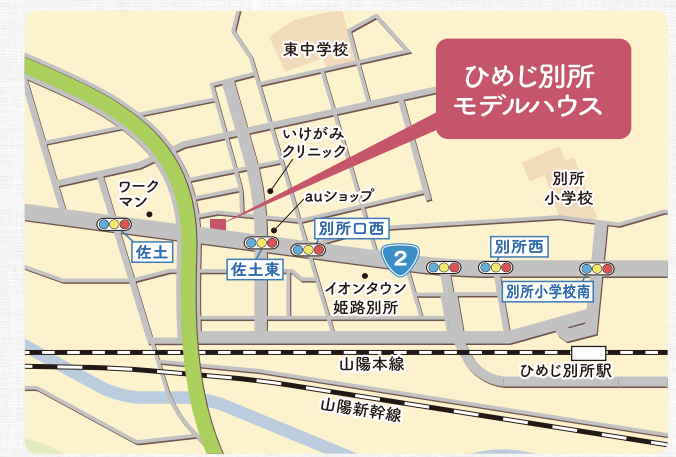 東中学校
ひめじ別所
モデルハウス
いけがみ
クリニック
ワーク
マン
auショップ
別所
小学校
別所口西
佐土
佐土東
2
別所西
イオンタウン
姫路別所
別所小学校南
山陽本線
ひめじ別所駅
山陽新幹線